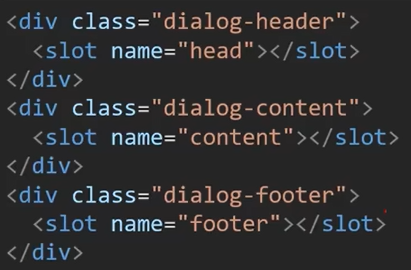 <div class="dialog-header">
  <slot name="head"></slot>
</div>
<div class="dialog-content">
  <slot name="content"></slot>
</div>
<div class="dialog-footer">
  <slot name="footer"></slot>
</div>